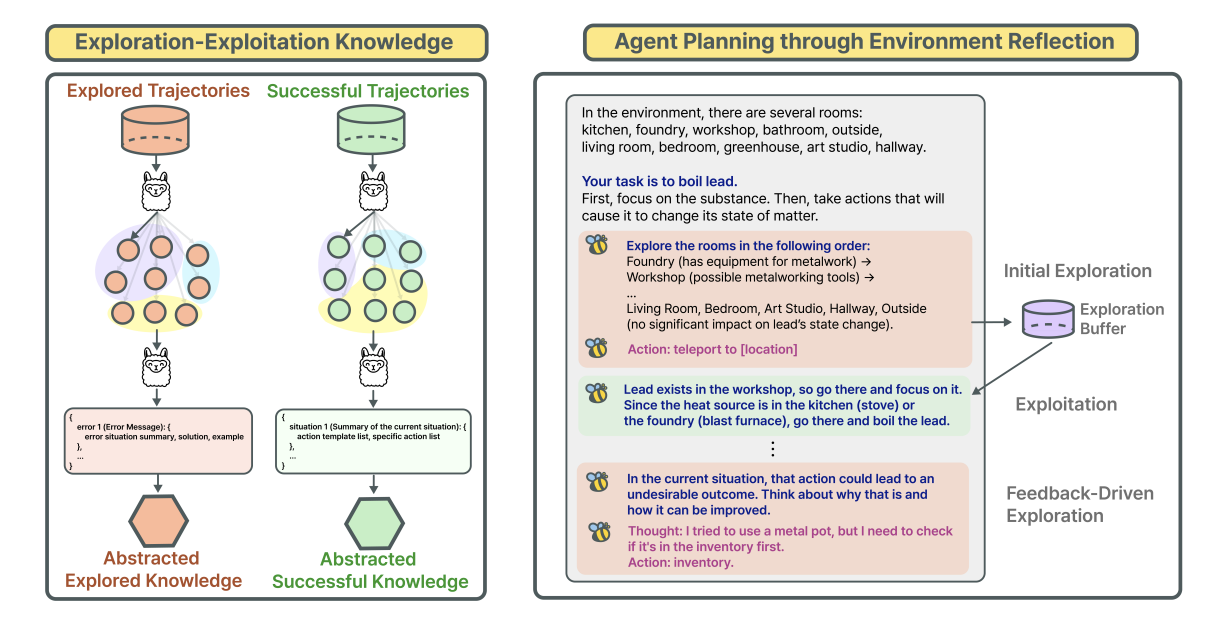 Exploration-Exploitation Knowledge
Explored Trajectories
Successful Trajectories
{
error 1 (Error Message): {
error situation summary, solution, example
},
...
}
{
situation 1 (Summary of the current situation): {
action template list, specific action list
},
...
}
Abstracted
Explored Knowledge
Abstracted
Successful Knowledge
Agent Planning through Environment Reflection
In the environment, there are several rooms:
kitchen, foundry, workshop, bathroom, outside,
living room, bedroom, greenhouse, art studio, hallway.
Your task is to boil lead.
First, focus on the substance. Then, take actions that will
cause it to change its state of matter.
Explore the rooms in the following order:
Foundry (has equipment for metalwork) →
Workshop (possible metalworking tools) →
...
Living Room, Bedroom, Art Studio, Hallway, Outside
(no significant impact on lead's state change).
Action: teleport to [location]
Initial Exploration
Exploration
Buffer
Lead exists in the workshop, so go there and focus on it.
Since the heat source is in the kitchen (stove) or
the foundry (blast furnace), go there and boil the lead.
Exploitation
⋮
In the current situation, that action could lead to an
undesirable outcome. Think about why that is and
how it can be improved.
Thought: I tried to use a metal pot, but I need to check
if it's in the inventory first.
Action: inventory.
Feedback-Driven
Exploration